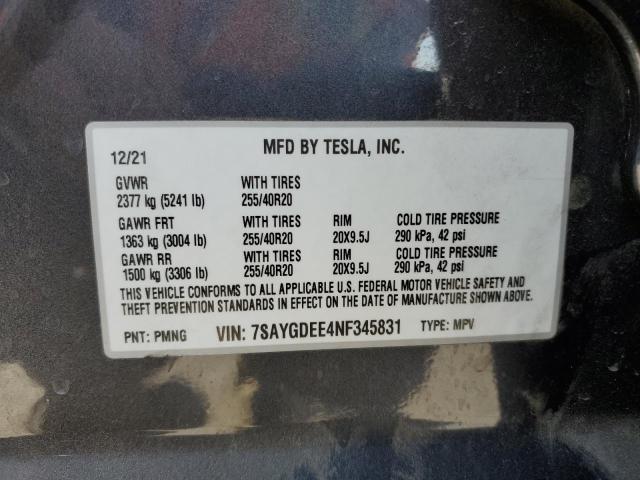 12/21 MFD BY TESLA, INC.
GVWR WITH TIRES
2377 kg (5241 lb) 255/40R20
GAWR FRT WITH TIRES RIM COLD TIRE PRESSURE
1363 kg (3004 lb) 255/40R20 20X9.5J 290 kPa, 42 psi
GAWR RR WITH TIRES RIM COLD TIRE PRESSURE
1500 kg (3306 lb) 255/40R20 20X9.5J 290 kPa, 42 psi
THIS VEHICLE CONFORMS TO ALL APPLICABLE U.S. FEDERAL MOTOR VEHICLE SAFETY AND
THEFT PREVENTION STANDARDS IN EFFECT ON THE DATE OF MANUFACTURE SHOWN ABOVE.
PNT: PMNG VIN: 7SAYGDEE4NF345831 TYPE: MPV